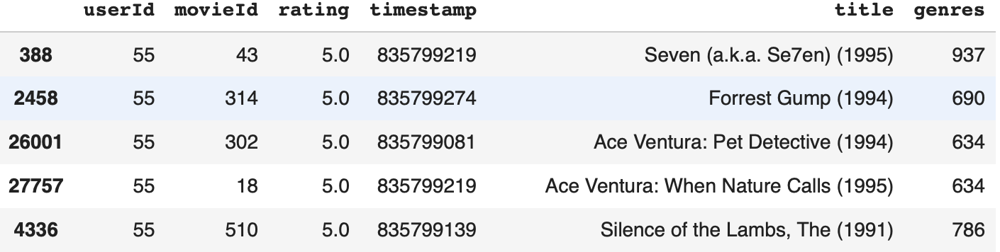 userId movieId rating timestamp title genres
388 55 43 5.0 835799219 Seven (a.k.a. Se7en) (1995) 937
2458 55 314 5.0 835799274 Forrest Gump (1994) 690
26001 55 302 5.0 835799081 Ace Ventura: Pet Detective (1994) 634
27757 55 18 5.0 835799219 Ace Ventura: When Nature Calls (1995) 634
4336 55 510 5.0 835799139 Silence of the Lambs, The (1991) 786